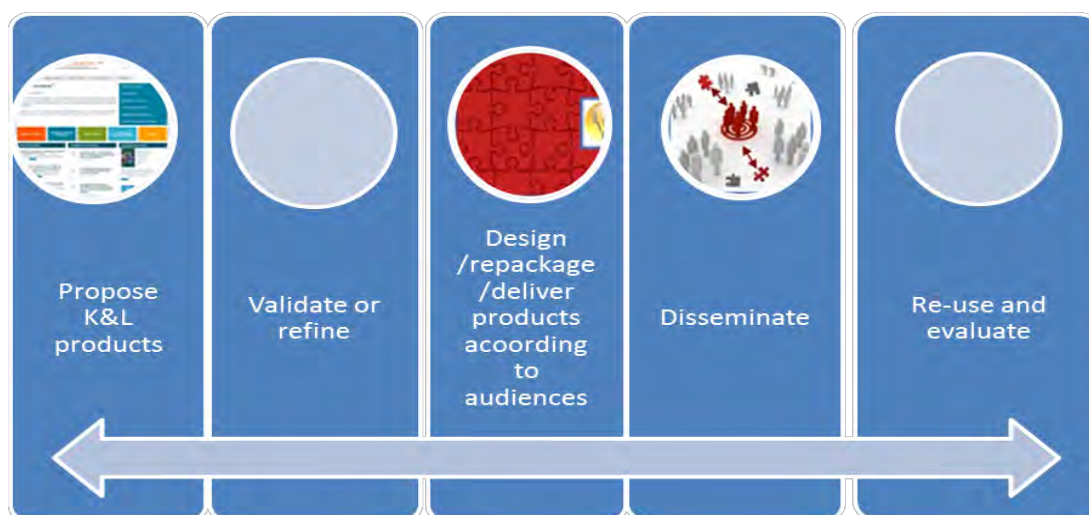 Propose
K&L
products
Validate or
refine
Design
/repackage
/deliver
products
acoording
to
audiences
Disseminate
Re-use and
evaluate